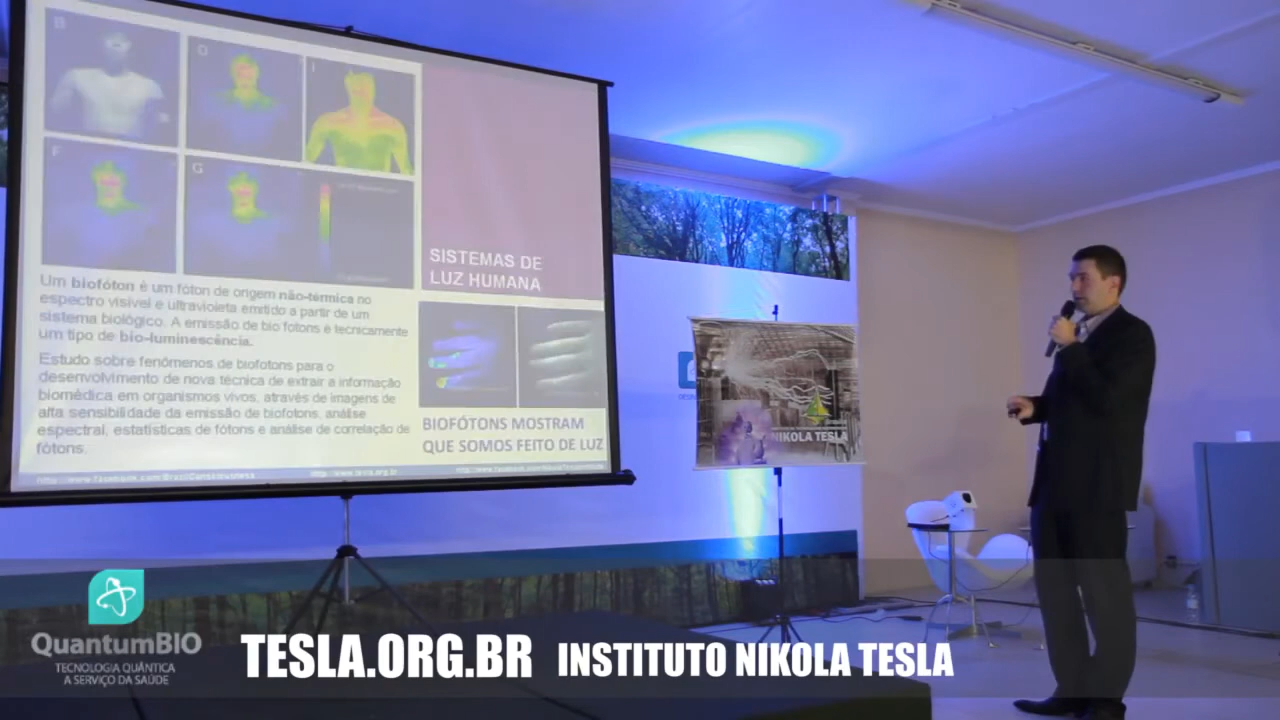 B
D
I
F
G
SISTEMAS DE
LUZ HUMANA
Um biofóton é um fóton de origem não-térmica no
espectro visível e ultravioleta emitido a partir de um
sistema biológico. A emissão de bio fotons é tecnicamente
um tipo de bio-luminescência.
Estudo sobre fenômenos de biofotons para o
desenvolvimento de nova técnica de extrair a informação
biomédica em organismos vivos, através de imagens de
alta sensibilidade da emissão de biofotons, análise
espectral, estatísticas de fótons e análise de correlação de
fótons.
BIOFÓTONS MOSTRAM
QUE SOMOS FEITO DE LUZ
NIKOLA TESLA
QuantumBIO
TECNOLOGIA QUÂNTICA
A SERVIÇO DA SAÚDE
TESLA.ORG.BR INSTITUTO NIKOLA TESLA